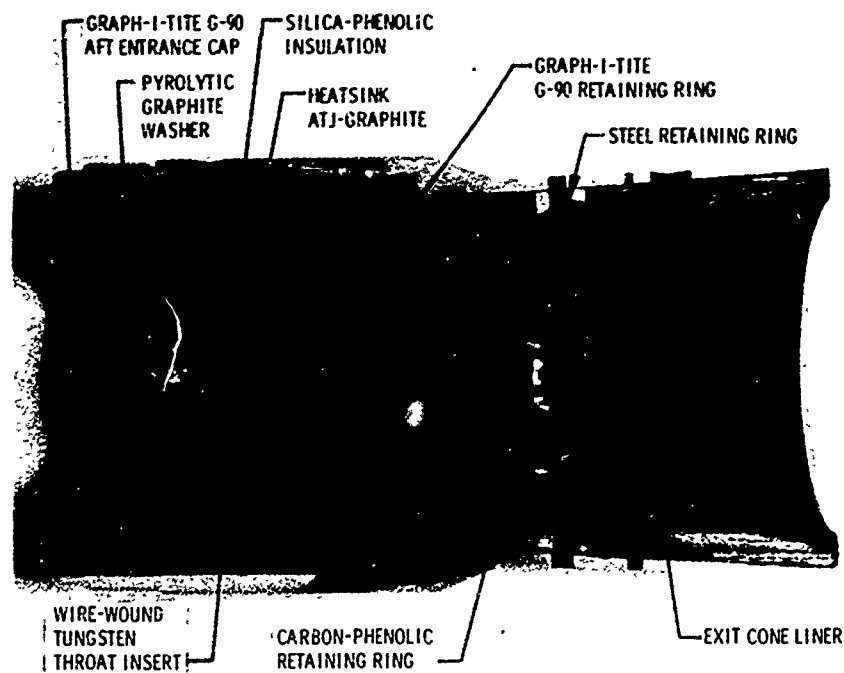 GRAPH-I-TITE G-90
AFT ENTRANCE CAP
SILICA-PHENOLIC
INSULATION
PYROLYTIC
GRAPHITE
WASHER
HEATSINK
ATJ-GRAPHITE
GRAPH-I-TITE
G-90 RETAINING RING
STEEL RETAINING RING
WIRE-WOUND
TUNGSTEN
THROAT INSERT
CARBON-PHENOLIC
RETAINING RING
EXIT CONE LINER